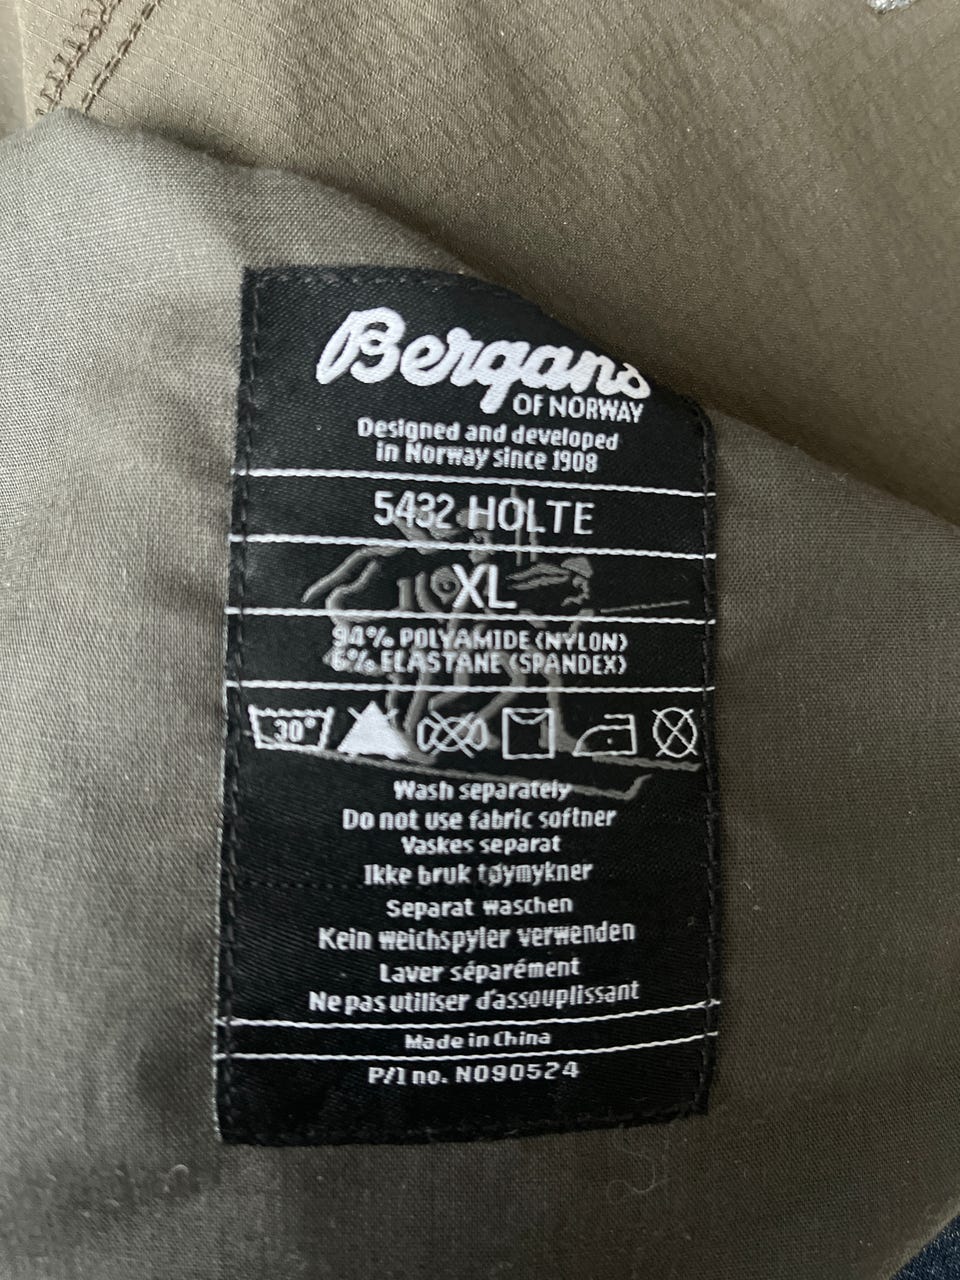 Bergans
OF NORWAY
Designed and developed
in Norway since 1908
5432 HOLTE
XL
94% POLYAMIDE (NYLON)
6% ELASTANE (SPANDEX)
30°
Wash separately
Do not use fabric softner
Vaskes separat
Ikke bruk tøymykner
Separat waschen
Kein weichspyler verwenden
Laver séparément
Ne pas utiliser d'assouplissant
Made in China
P/I no. NO90524